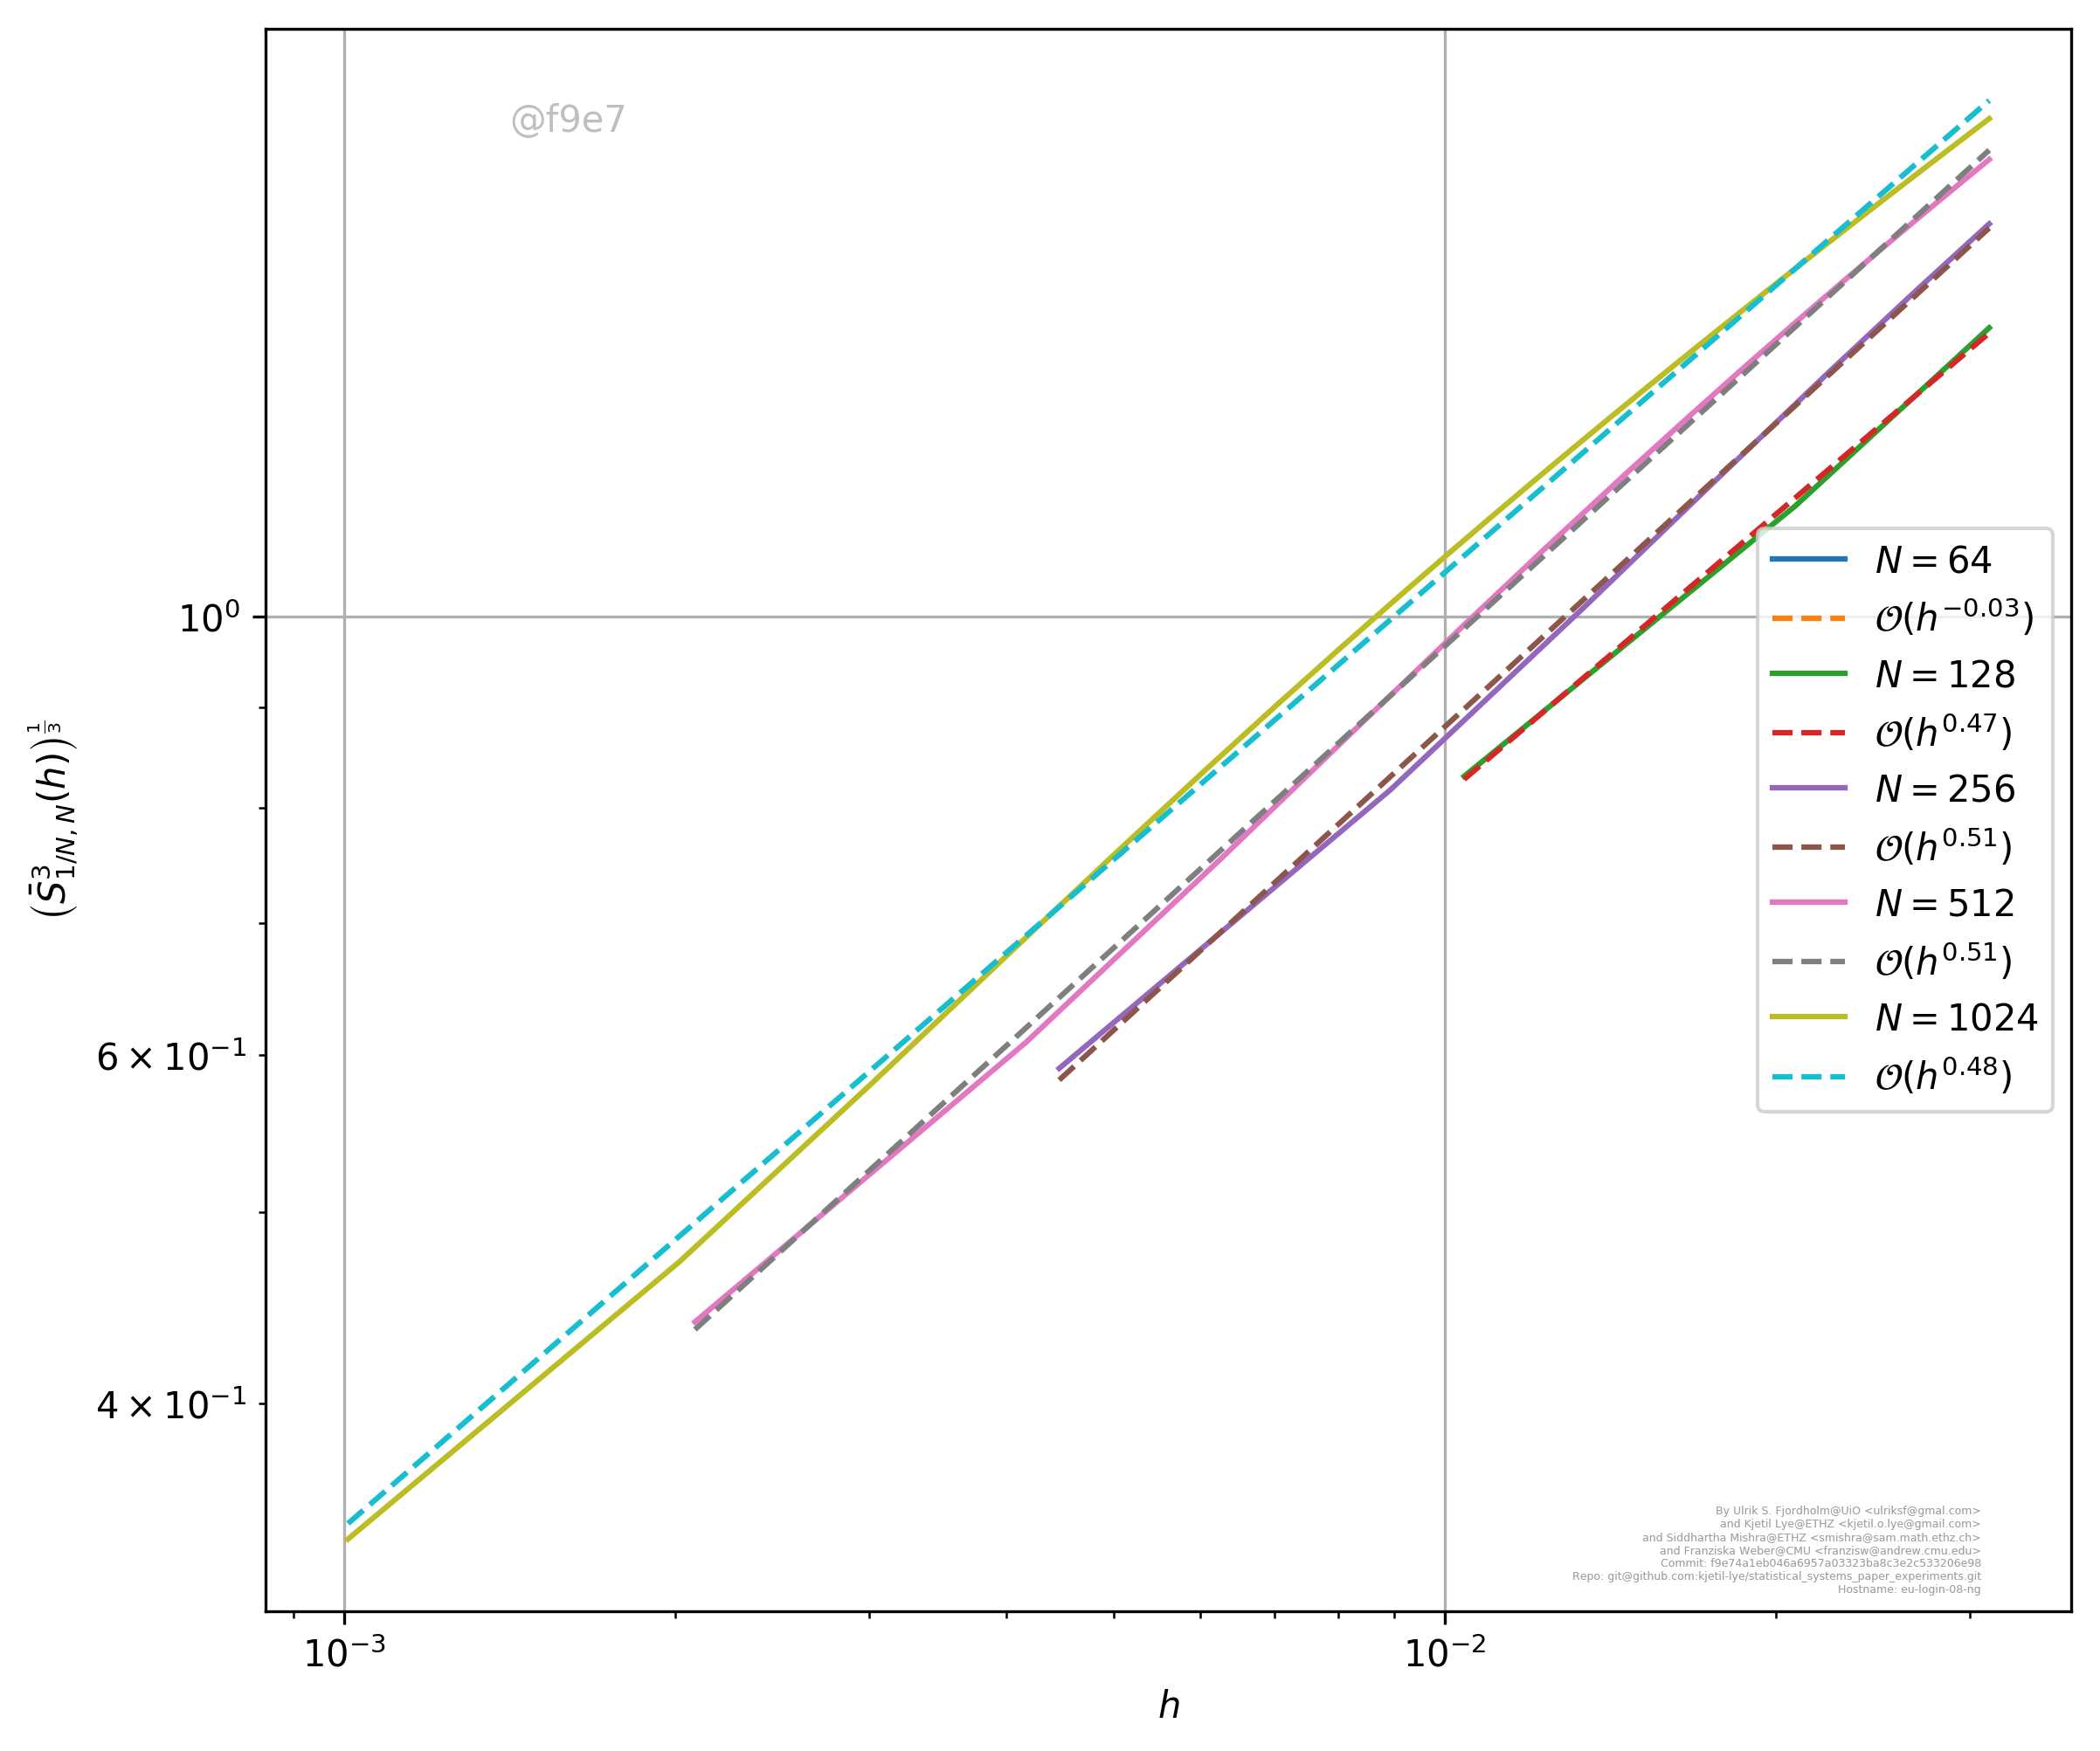 @f9e7
10^0
6 × 10^{-1}
4 × 10^{-1}
(S̄^3_{1/N, N}(h))^{\frac{1}{3}}
N = 64
𝒪(h^{-0.03})
N = 128
𝒪(h^{0.47})
N = 256
𝒪(h^{0.51})
N = 512
𝒪(h^{0.51})
N = 1024
𝒪(h^{0.48})
By Ulrik S. Fjordholm@UiO <ulriksf@gmal.com>
and Kjetil Lye@ETHZ <kjetil.o.lye@gmail.com>
and Siddhartha Mishra@ETHZ <smishra@sam.math.ethz.ch>
and Franziska Weber@CMU <franzisw@andrew.cmu.edu>
Commit: f9e74a1eb046a6957a03323ba8c3e2c533206e98
Repo: git@github.com:kjetil-lye/statistical_systems_paper_experiments.git
Hostname: eu-login-08-ng
10^{-3}
10^{-2}
h